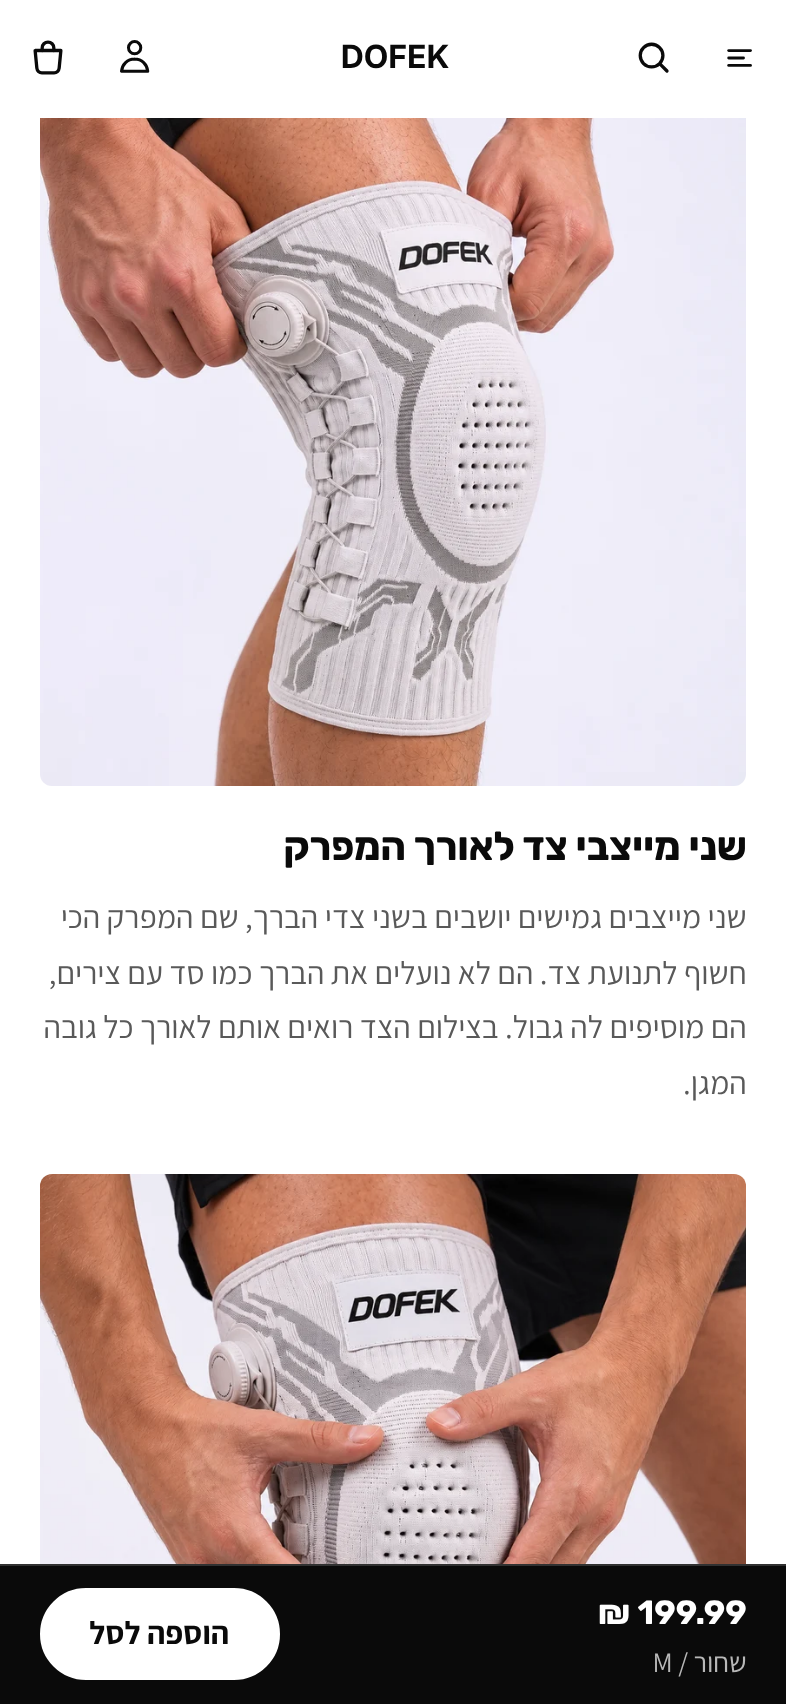 DOFEK
DOFEK
שני מייצבי צד לאורך המפרק
שני מייצבים גמישים יושבים בשני צדי הברך, שם המפרק הכי
חשוף לתנועת צד. הם לא נועלים את הברך כמו סד עם צירים,
הם מוסיפים לה גבול. בצילום הצד רואים אותם לאורך כל גובה
המגן.
DOFEK
199.99 ₪
שחור / M
הוספה לסל